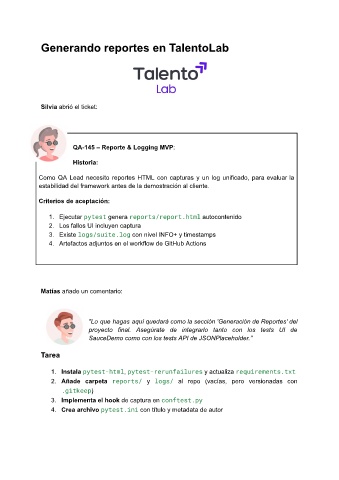 Generando reportes en TalentoLab
Talento
Lab
Silvia abrió el ticket:
QA-145 – Reporte & Logging MVP:
Historia:
Como QA Lead necesito reportes HTML con capturas y un log unificado, para evaluar la
estabilidad del framework antes de la demostración al cliente.
Criterios de aceptación:
1. Ejecutar pytest genera reports/report.html autocontenido
2. Los fallos UI incluyen captura
3. Existe logs/suite.log con nivel INFO+ y timestamps
4. Artefactos adjuntos en el workflow de GitHub Actions
Matías añade un comentario:
"Lo que hagas aquí quedará como la sección 'Generación de Reportes' del
proyecto final. Asegúrate de integrarlo tanto con los tests UI de
SauceDemo como con los tests API de JSONPlaceholder."
Tarea
1. Instala pytest-html, pytest-rerunfailures y actualiza requirements.txt
2. Añade carpeta reports/ y logs/ al repo (vacías, pero versionadas con
.gitkeep)
3. Implementa el hook de captura en conftest.py
4. Crea archivo pytest.ini con título y metadata de autor